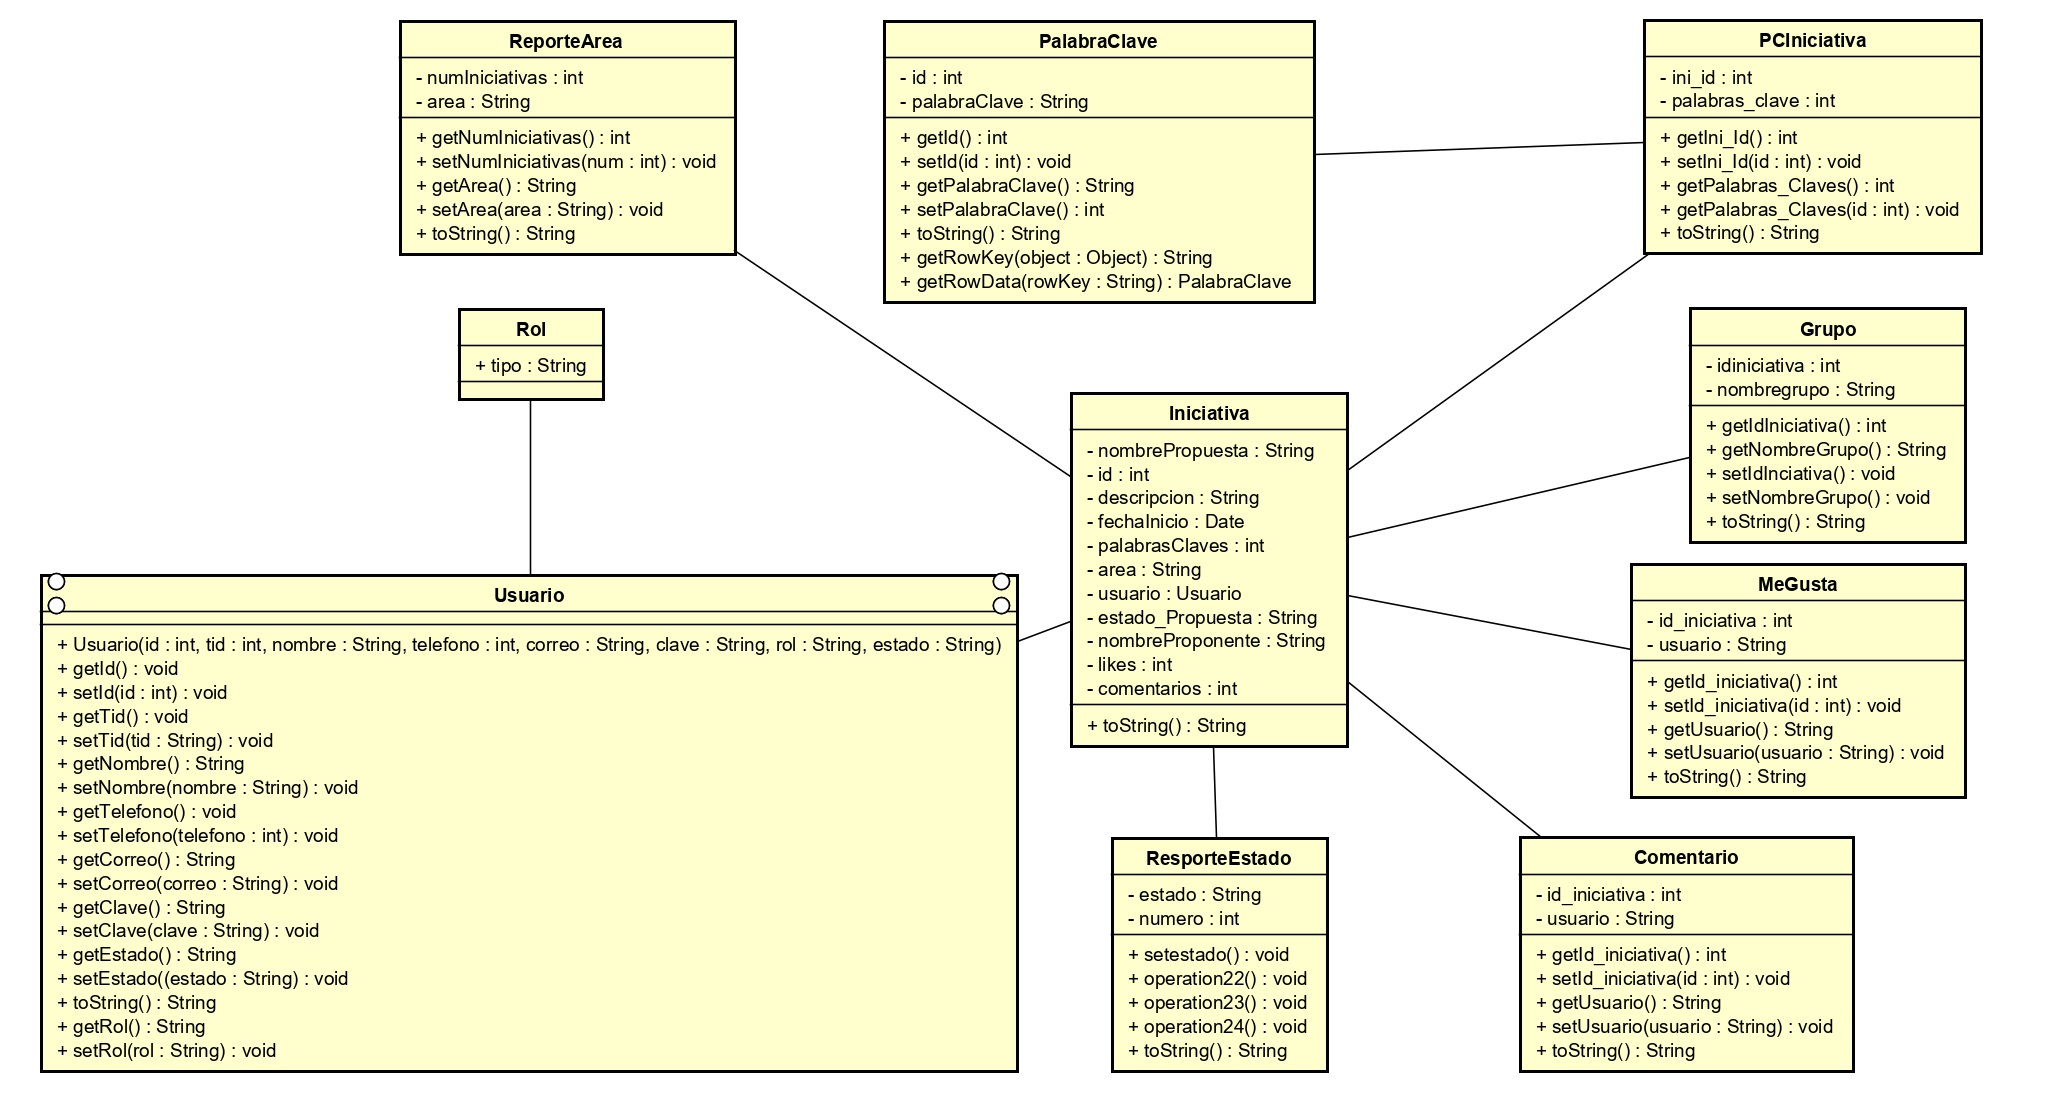 ReporteArea
- numIniciativas : int
- area : String
+ getNumIniciativas() : int
+ setNumIniciativas(num : int) : void
+ getArea() : String
+ setArea(area : String) : void
+ toString() : String
PalabraClave
- id : int
- palabraClave : String
+ getId() : int
+ setId(id : int) : void
+ getPalabraClave() : String
+ setPalabraClave() : int
+ toString() : String
+ getRowKey(object : Object) : String
+ getRowData(rowKey : String) : PalabraClave
PCIniciativa
- ini_id : int
- palabras_clave : int
+ getIni_Id() : int
+ setIni_Id(id : int) : void
+ getPalabras_Claves() : int
+ getPalabras_Claves(id : int) : void
+ toString() : String
Rol
+ tipo : String
Grupo
- idiniciativa : int
- nombregrupo : String
+ getIdIniciativa() : int
+ getNombreGrupo() : String
+ setIdInciativa() : void
+ setNombreGrupo() : void
+ toString() : String
Iniciativa
- nombrePropuesta : String
- id : int
- descripcion : String
- fechaInicio : Date
- palabrasClaves : int
- area : String
- usuario : Usuario
- estado_Propuesta : String
- nombreProponente : String
- likes : int
- comentarios : int
+ toString() : String
Usuario
+ Usuario(id : int, tid : int, nombre : String, telefono : int, correo : String, clave : String, rol : String, estado : String)
+ getId() : void
+ setId(id : int) : void
+ getTid() : void
+ setTid(tid : String) : void
+ getNombre() : String
+ setNombre(nombre : String) : void
+ getTelefono() : void
+ setTelefono(telefono : int) : void
+ getCorreo() : String
+ setCorreo(correo : String) : void
+ getClave() : String
+ setClave(clave : String) : void
+ getEstado() : String
+ setEstado((estado : String) : void
+ toString() : String
+ getRol() : String
+ setRol(rol : String) : void
MeGusta
- id_iniciativa : int
- usuario : String
+ getId_iniciativa() : int
+ setId_iniciativa(id : int) : void
+ getUsuario() : String
+ setUsuario(usuario : String) : void
+ toString() : String
ResporteEstado
- estado : String
- numero : int
+ setestado() : void
+ operation22() : void
+ operation23() : void
+ operation24() : void
+ toString() : String
Comentario
- id_iniciativa : int
- usuario : String
+ getId_iniciativa() : int
+ setId_iniciativa(id : int) : void
+ getUsuario() : String
+ setUsuario(usuario : String) : void
+ toString() : String